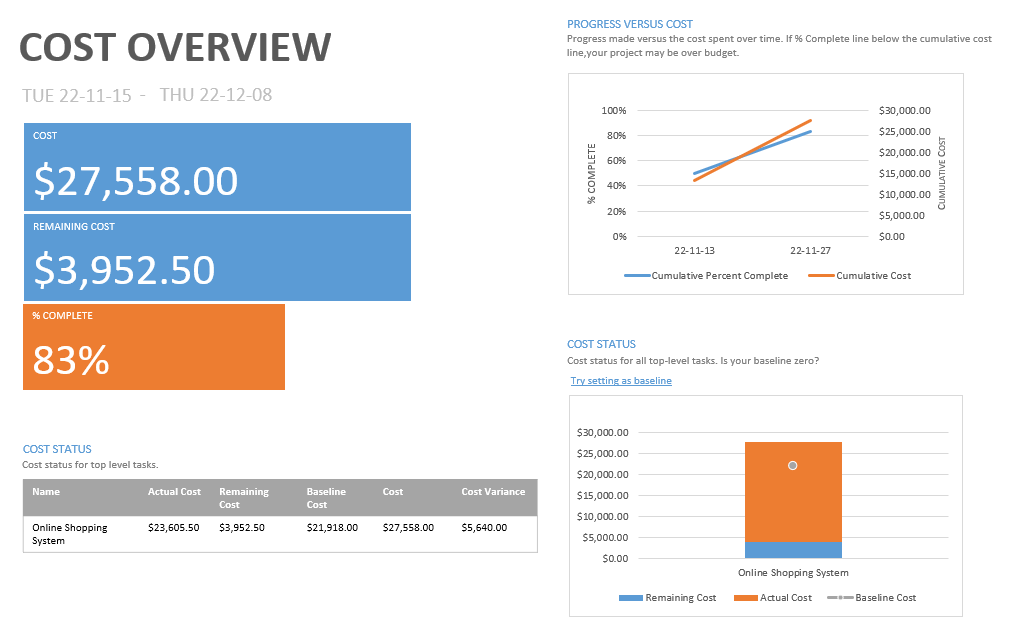 COST OVERVIEW
TUE 22-11-15 - THU 22-12-08
COST
$27,558.00
REMAINING COST
$3,952.50
% COMPLETE
83%
COST STATUS
Cost status for top level tasks.
Name Actual Cost Remaining Baseline Cost Cost Variance
Cost Cost
Online Shopping $23,605.50 $3,952.50 $21,918.00 $27,558.00 $5,640.00
System
PROGRESS VERSUS COST
Progress made versus the cost spent over time. If % Complete line below the cumulative cost
line,your project may be over budget.
100%
80%
60%
40%
20%
0%
% COMPLETE
$30,000.00
$25,000.00
$20,000.00
$15,000.00
$10,000.00
$5,000.00
$0.00
CUMULATIVE COST
22-11-13 22-11-27
Cumulative Percent Complete Cumulative Cost
COST STATUS
Cost status for all top-level tasks. Is your baseline zero?
Try setting as baseline
$30,000.00
$25,000.00
$20,000.00
$15,000.00
$10,000.00
$5,000.00
$0.00
Online Shopping System
Remaining Cost Actual Cost Baseline Cost